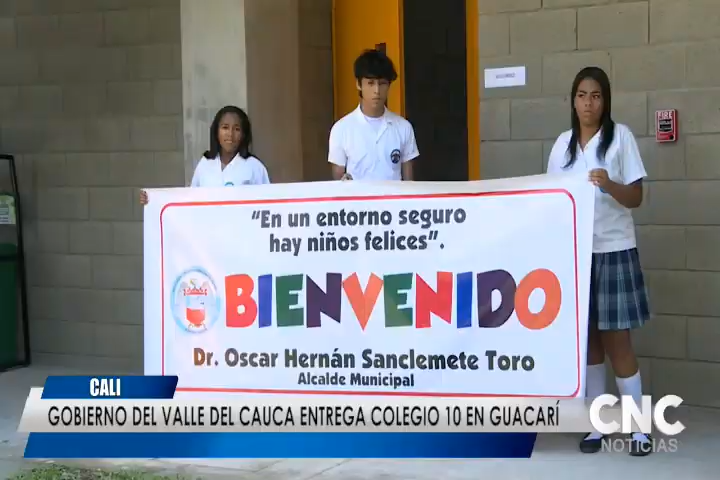 "En un entorno seguro
hay niños felices".
BIENVENIDO
Dr. Oscar Hernán Sanclemete Toro
Alcalde Municipal
FIRE
CALI
GOBIERNO DEL VALLE DEL CAUCA ENTREGA COLEGIO 10 EN GUACARÍ
CNC
NOTICIAS